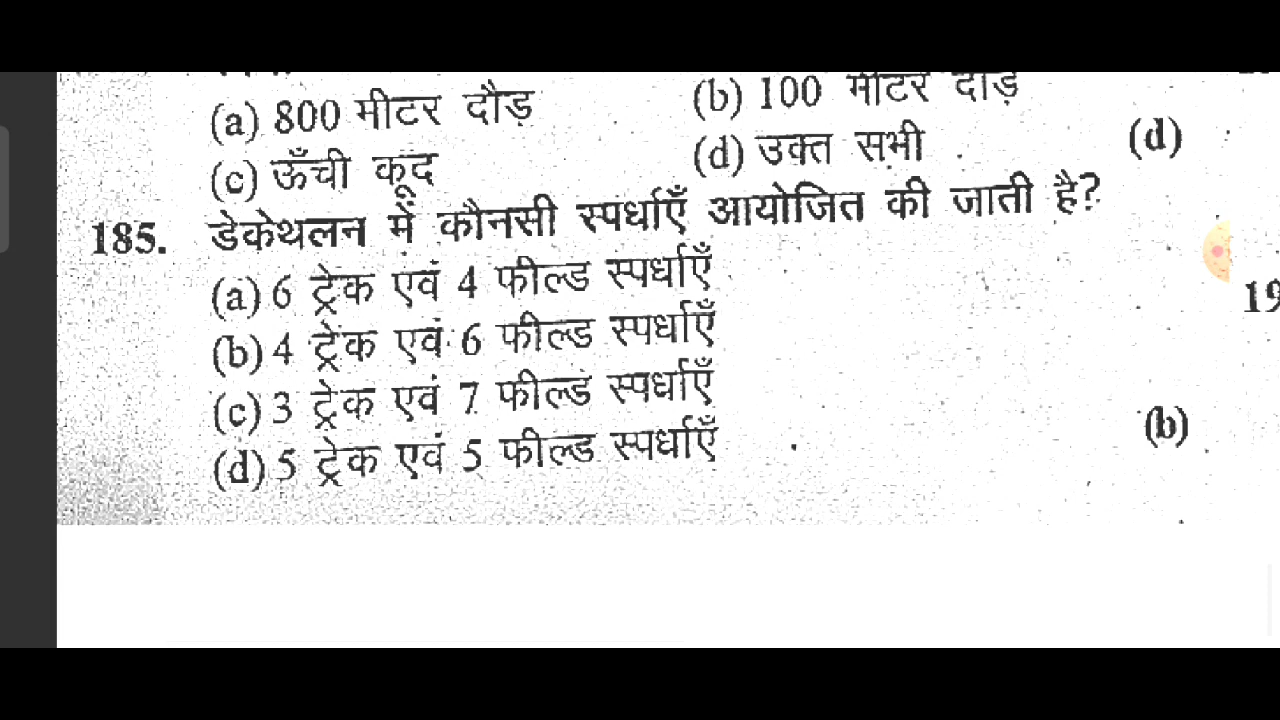 (a) 800 मीटर दौड़ (b) 100 मीटर दौड़
(c) ऊँची कूद (d) उक्त सभी (d)
185. डेकेथलन में कौनसी स्पर्धाएँ आयोजित की जाती है?
(a) 6 ट्रेक एवं 4 फील्ड स्पर्धाएँ
(b) 4 ट्रेक एवं 6 फील्ड स्पर्धाएँ
(c) 3 ट्रेक एवं 7 फील्ड स्पर्धाएँ
(d) 5 ट्रेक एवं 5 फील्ड स्पर्धाएँ (b)